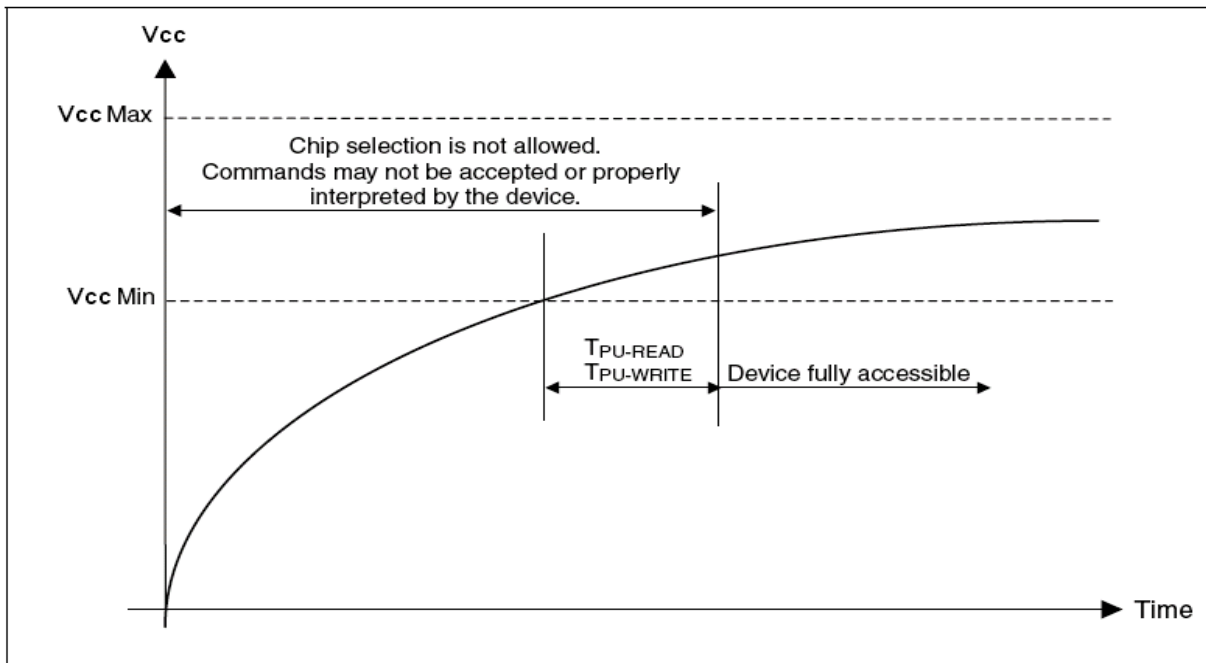 Vcc
Vcc Max
Chip selection is not allowed.
Commands may not be accepted or properly
interpreted by the device.
Vcc Min
TPU-READ
TPU-WRITE
Device fully accessible
Time